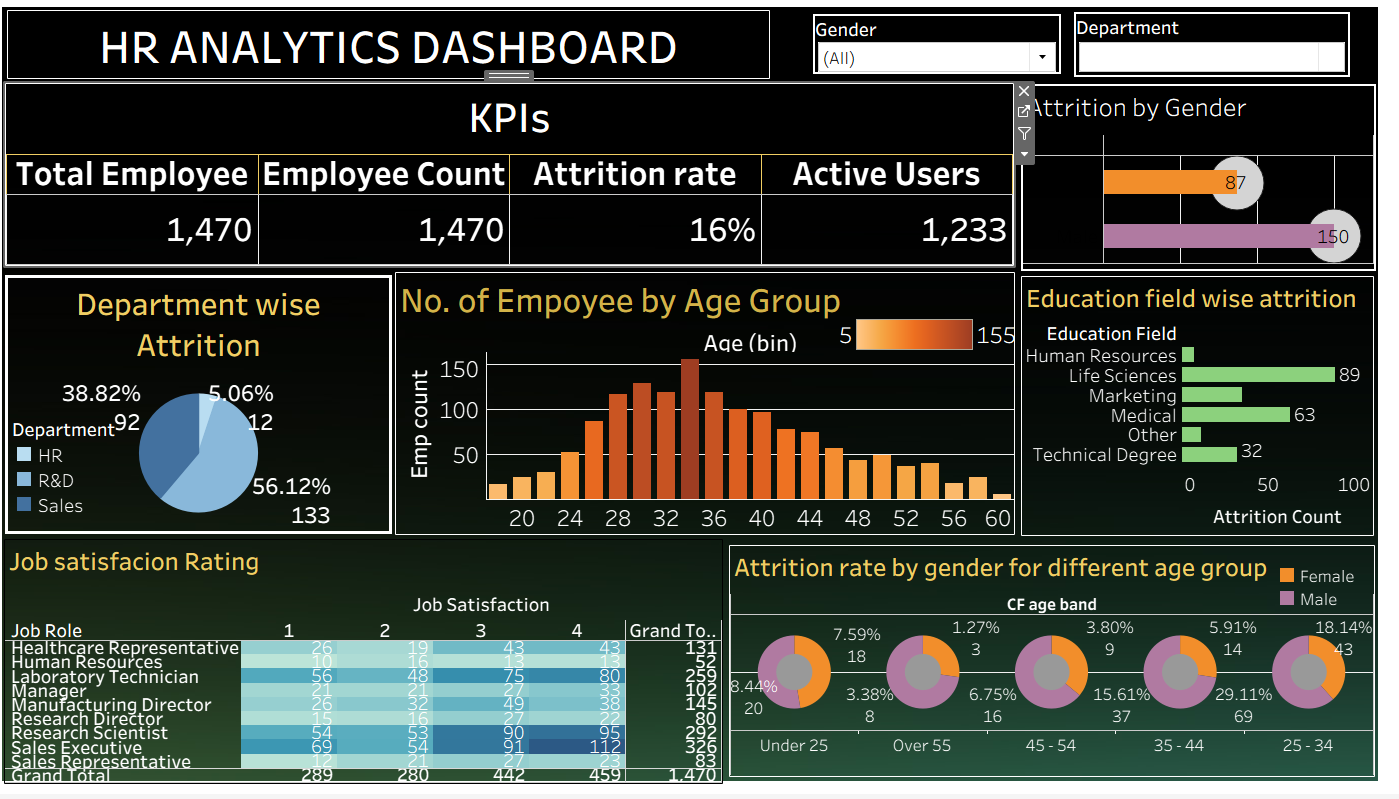 HR ANALYTICS DASHBOARD
Gender
(All)
Department
KPIs
Total Employee Employee Count Attrition rate Active Users
1,470 1,470 16% 1,233
Attrition by Gender
87
150
Department wise
Attrition
38.82%
92
5.06%
12
56.12%
133
Department
HR
R&D
Sales
No. of Empoyee by Age Group
Age (bin)
5 155
Emp count
150
100
50
20 24 28 32 36 40 44 48 52 56 60
Education field wise attrition
Education Field
Human Resources
Life Sciences 89
Marketing
Medical 63
Other
Technical Degree 32
0 50 100
Attrition Count
Job satisfacion Rating
Job Satisfaction
Job Role 1 2 3 4 Grand To..
Healthcare Representative 26 19 43 43 131
Human Resources 10 16 13 13 52
Laboratory Technician 56 48 75 80 259
Manager 21 21 27 33 102
Manufacturing Director 26 32 49 38 145
Research Director 15 16 27 22 80
Research Scientist 54 53 90 95 292
Sales Executive 69 54 91 112 326
Sales Representative 12 21 27 23 83
Grand Total 289 280 442 459 1,470
Attrition rate by gender for different age group
Female
Male
CF age band
7.59%
18
8.44%
20
1.27%
3
3.38%
8
3.80%
9
6.75%
16
5.91%
14
15.61%
37
18.14%
43
29.11%
69
Under 25 Over 55 45 - 54 35 - 44 25 - 34